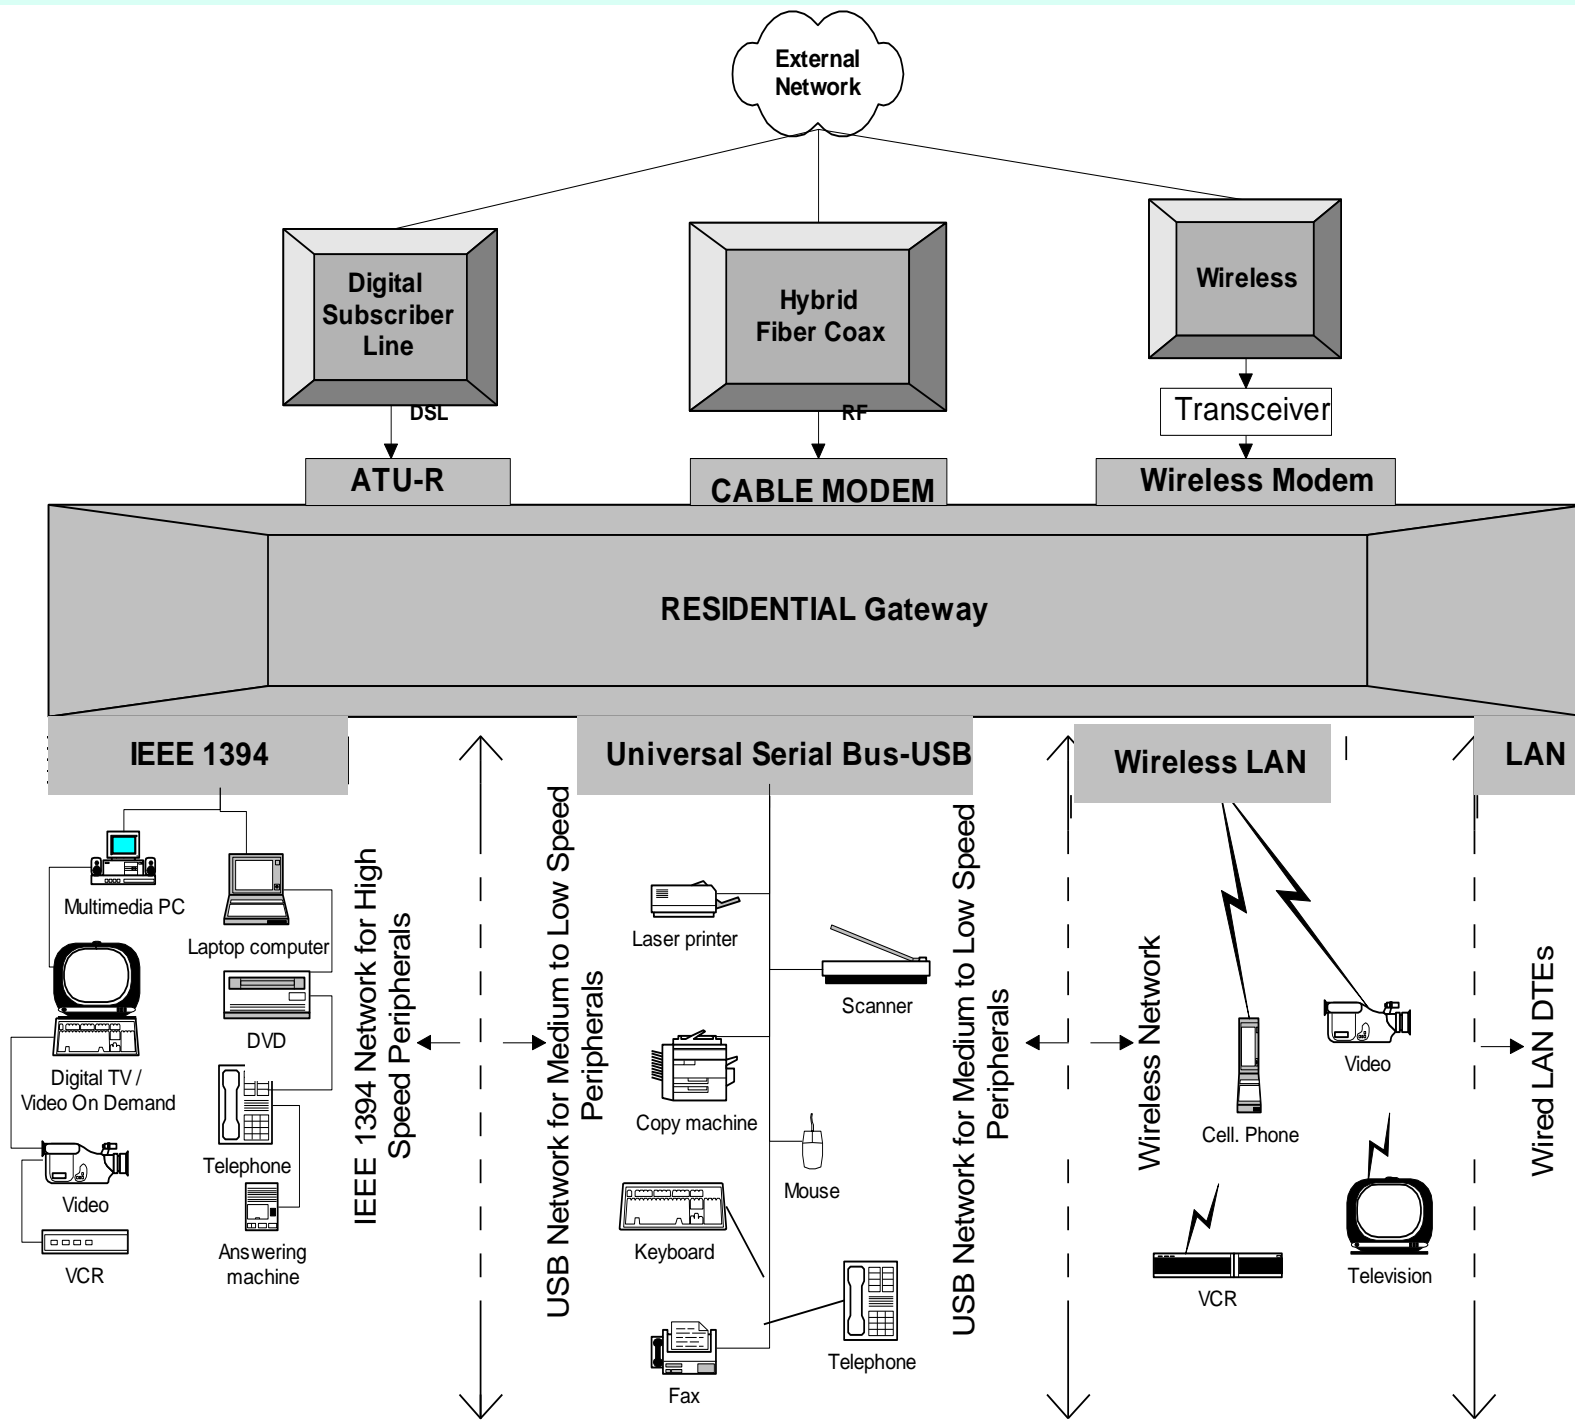 External
Network
Digital
Subscriber
Line
Hybrid
Fiber Coax
Wireless
DSL
RF
Transceiver
ATU-R
CABLE MODEM
Wireless Modem
RESIDENTIAL Gateway
IEEE 1394
Universal Serial Bus-USB
Wireless LAN
LAN
Multimedia PC
Laptop computer
DVD
Digital TV /
Video On Demand
Telephone
Video
VCR
Answering
machine
IEEE 1394 Network for High
Speed Peripherals
USB Network for Medium to Low Speed
Peripherals
Laser printer
Scanner
Copy machine
Mouse
Keyboard
Telephone
Fax
USB Network for Medium to Low Speed
Peripherals
Wireless Network
Cell. Phone
Video
VCR
Television
Wired LAN DTEs